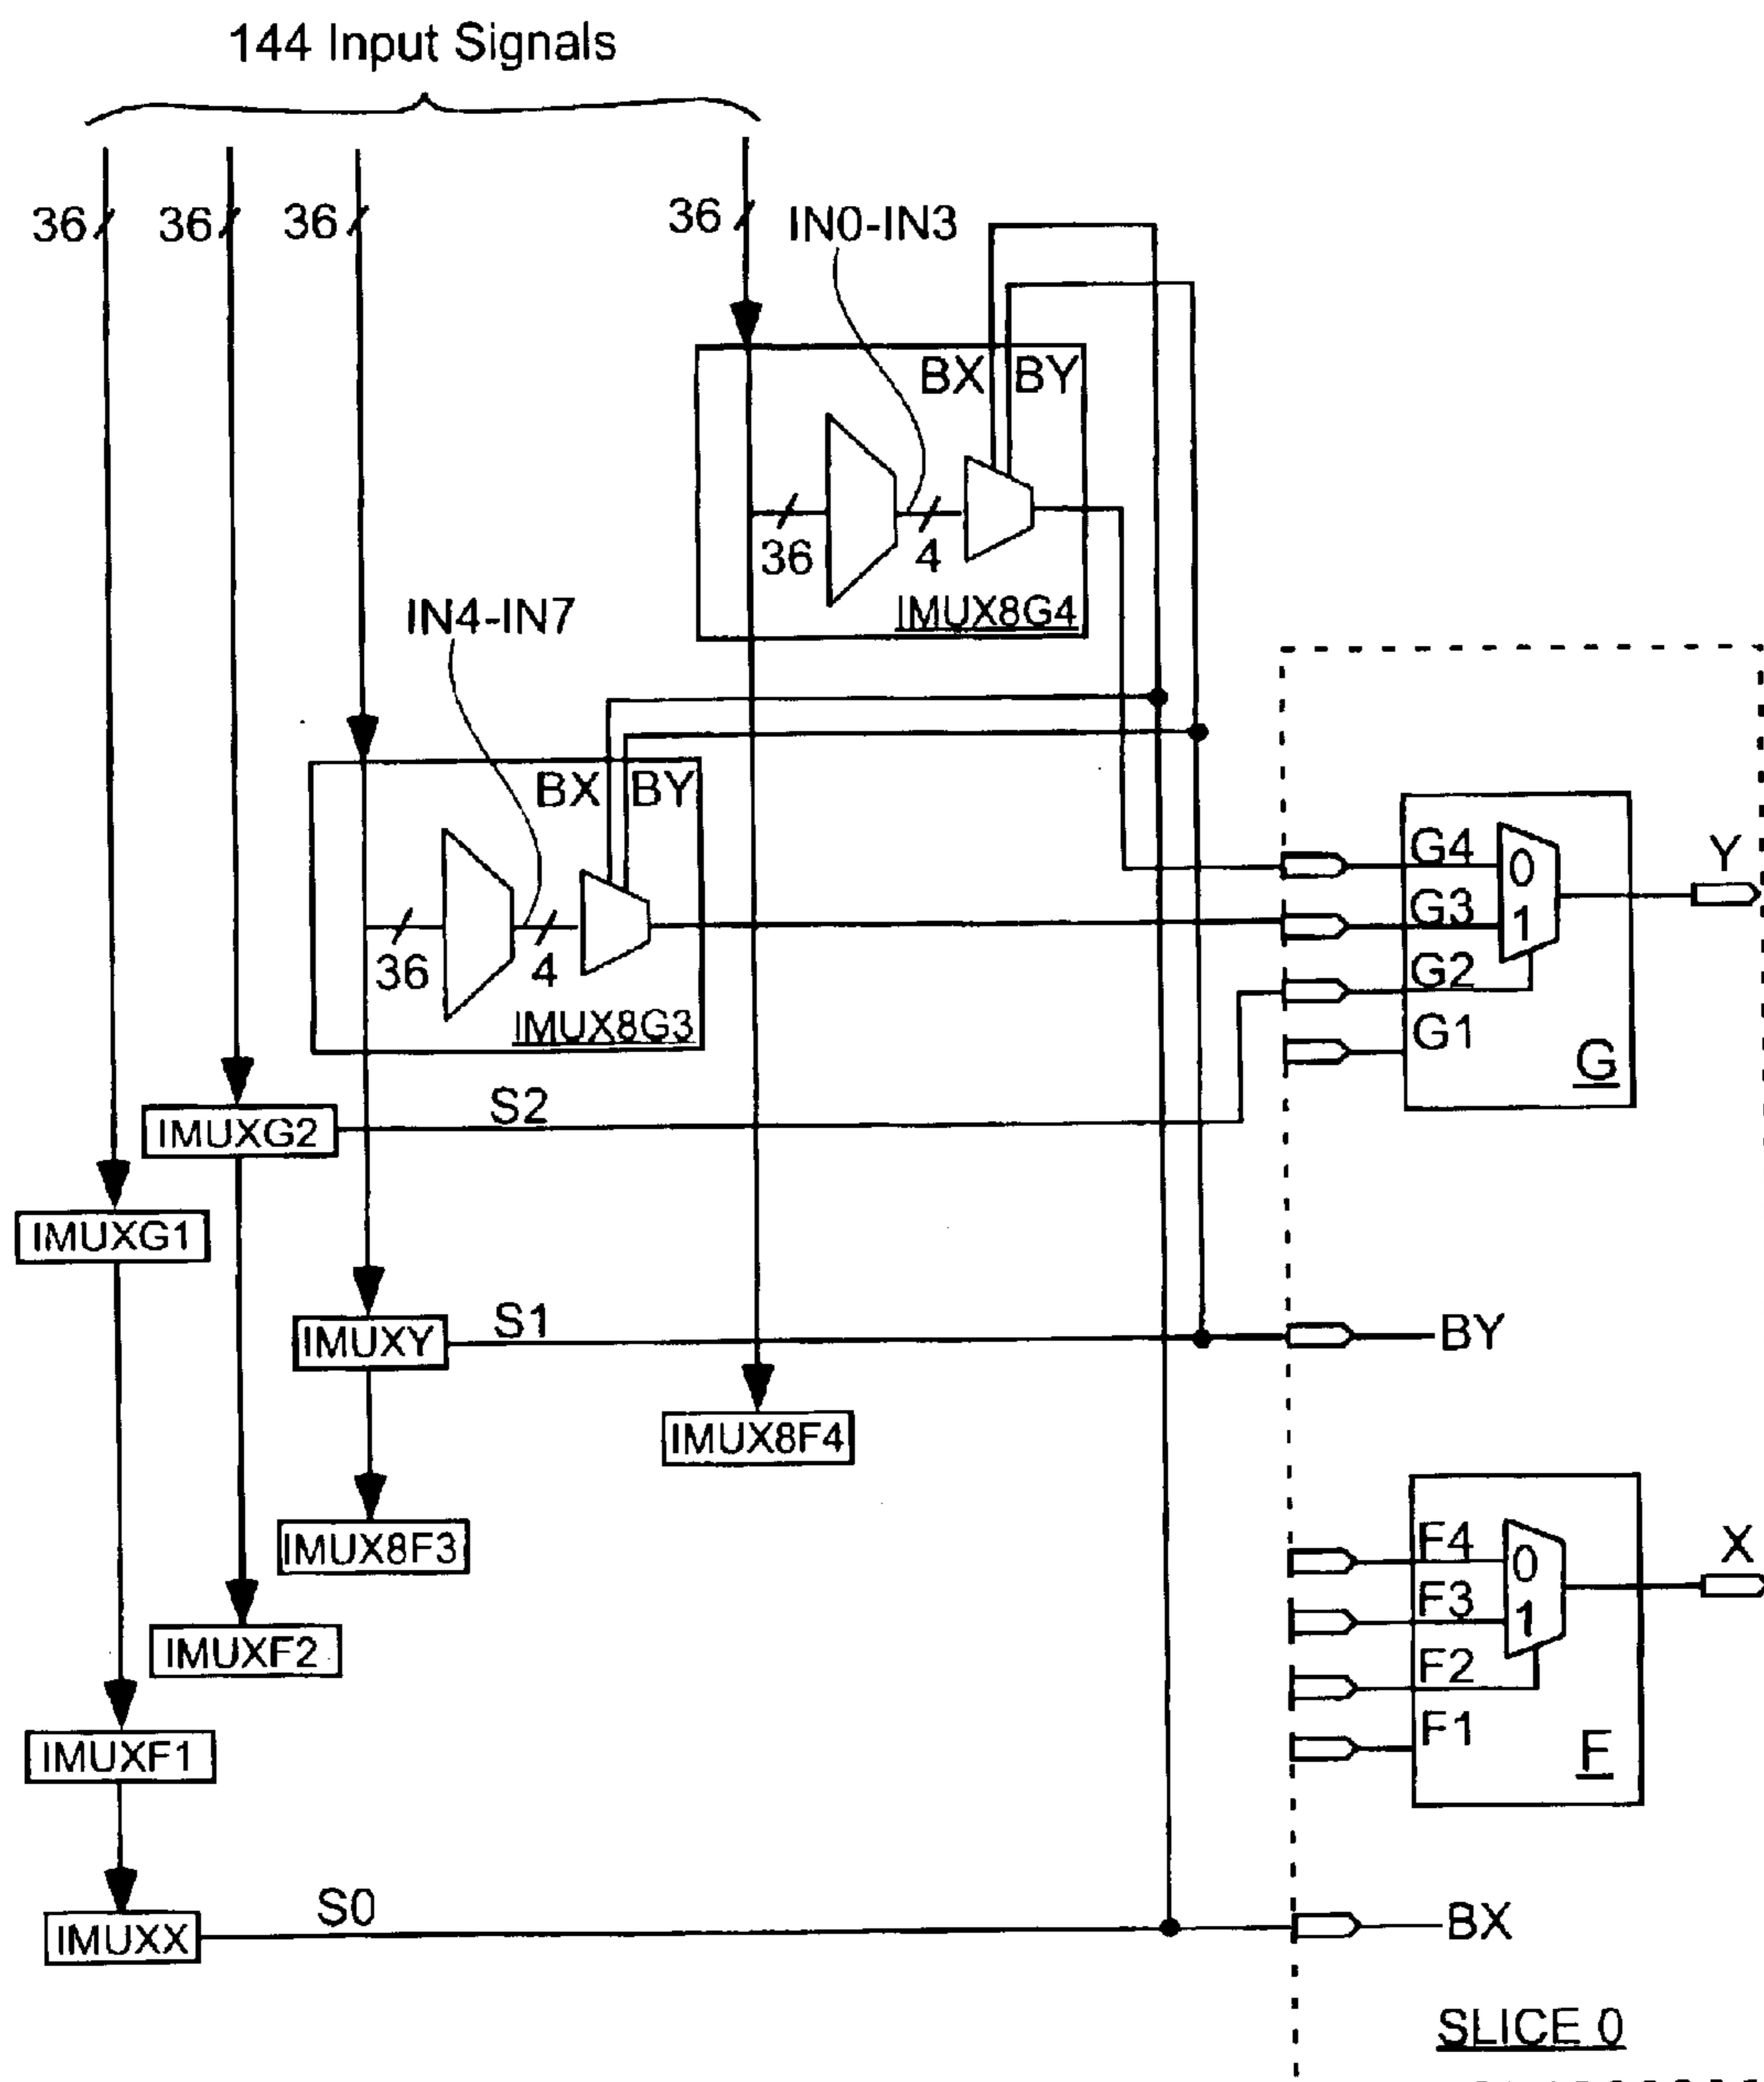 144 Input Signals
36
36
36
36
IN0-IN3
BX
BY
36
4
IMUX8G4
IN4-IN7
BX
BY
36
4
IMUX8G3
G4
0
G3
1
G2
G1
G
Y
IMUXG2
S2
IMUXG1
IMUXY
S1
BY
IMUX8F4
IMUX8F3
F4
0
F3
1
F2
F1
F
X
IMUXF2
IMUXF1
IMUXX
S0
BX
SLICE 0